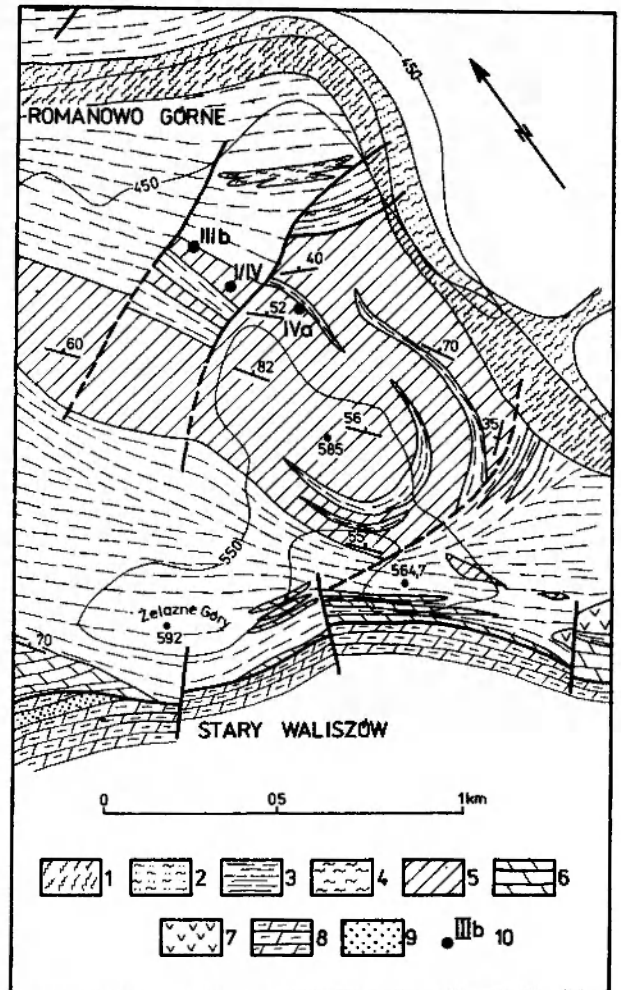 450
N
ROMANOWO GÓRNE
450
IIIb
I/IV
40
52
IVa
70
60
82
56
585
35
55
550
564,7
Żelazne Góry
592
70
STARY WALISZÓW
0 05 1km
1 2 3 4 5 6
7 8 9 IIIb 10